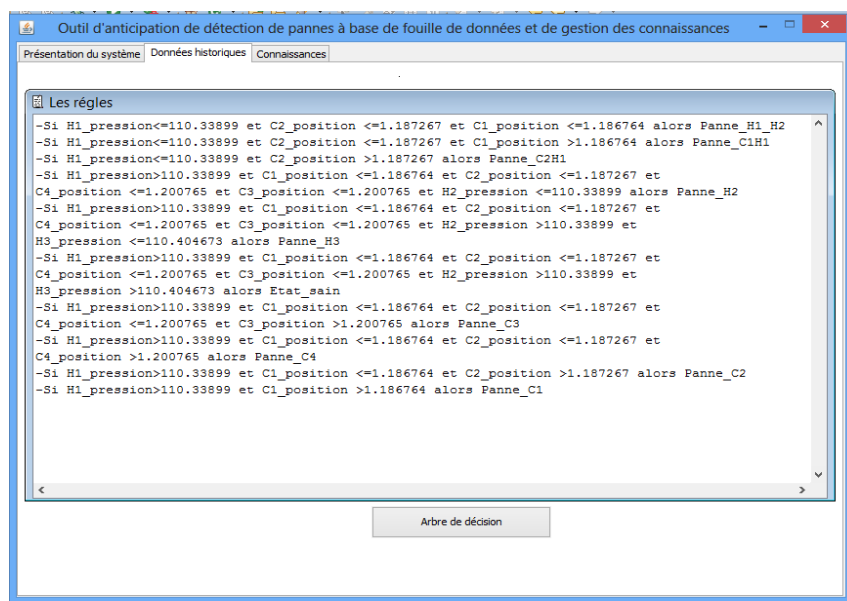 Outil d'anticipation de détection de pannes à base de fouille de données et de gestion des connaissances
Présentation du système Données historiques Connaissances
Les régles
-Si H1_pression<=110.33899 et C2_position <=1.187267 et C1_position <=1.186764 alors Panne_H1_H2
-Si H1_pression<=110.33899 et C2_position <=1.187267 et C1_position >1.186764 alors Panne_C1H1
-Si H1_pression<=110.33899 et C2_position >1.187267 alors Panne_C2H1
-Si H1_pression>110.33899 et C1_position <=1.186764 et C2_position <=1.187267 et
C4_position <=1.200765 et C3_position <=1.200765 et H2_pression <=110.33899 alors Panne_H2
-Si H1_pression>110.33899 et C1_position <=1.186764 et C2_position <=1.187267 et
C4_position <=1.200765 et C3_position <=1.200765 et H2_pression >110.33899 et
H3_pression <=110.404673 alors Panne_H3
-Si H1_pression>110.33899 et C1_position <=1.186764 et C2_position <=1.187267 et
C4_position <=1.200765 et C3_position <=1.200765 et H2_pression >110.33899 et
H3_pression >110.404673 alors Etat_sain
-Si H1_pression>110.33899 et C1_position <=1.186764 et C2_position <=1.187267 et
C4_position <=1.200765 et C3_position >1.200765 alors Panne_C3
-Si H1_pression>110.33899 et C1_position <=1.186764 et C2_position <=1.187267 et
C4_position >1.200765 alors Panne_C4
-Si H1_pression>110.33899 et C1_position <=1.186764 et C2_position >1.187267 alors Panne_C2
-Si H1_pression>110.33899 et C1_position >1.186764 alors Panne_C1
Arbre de décision